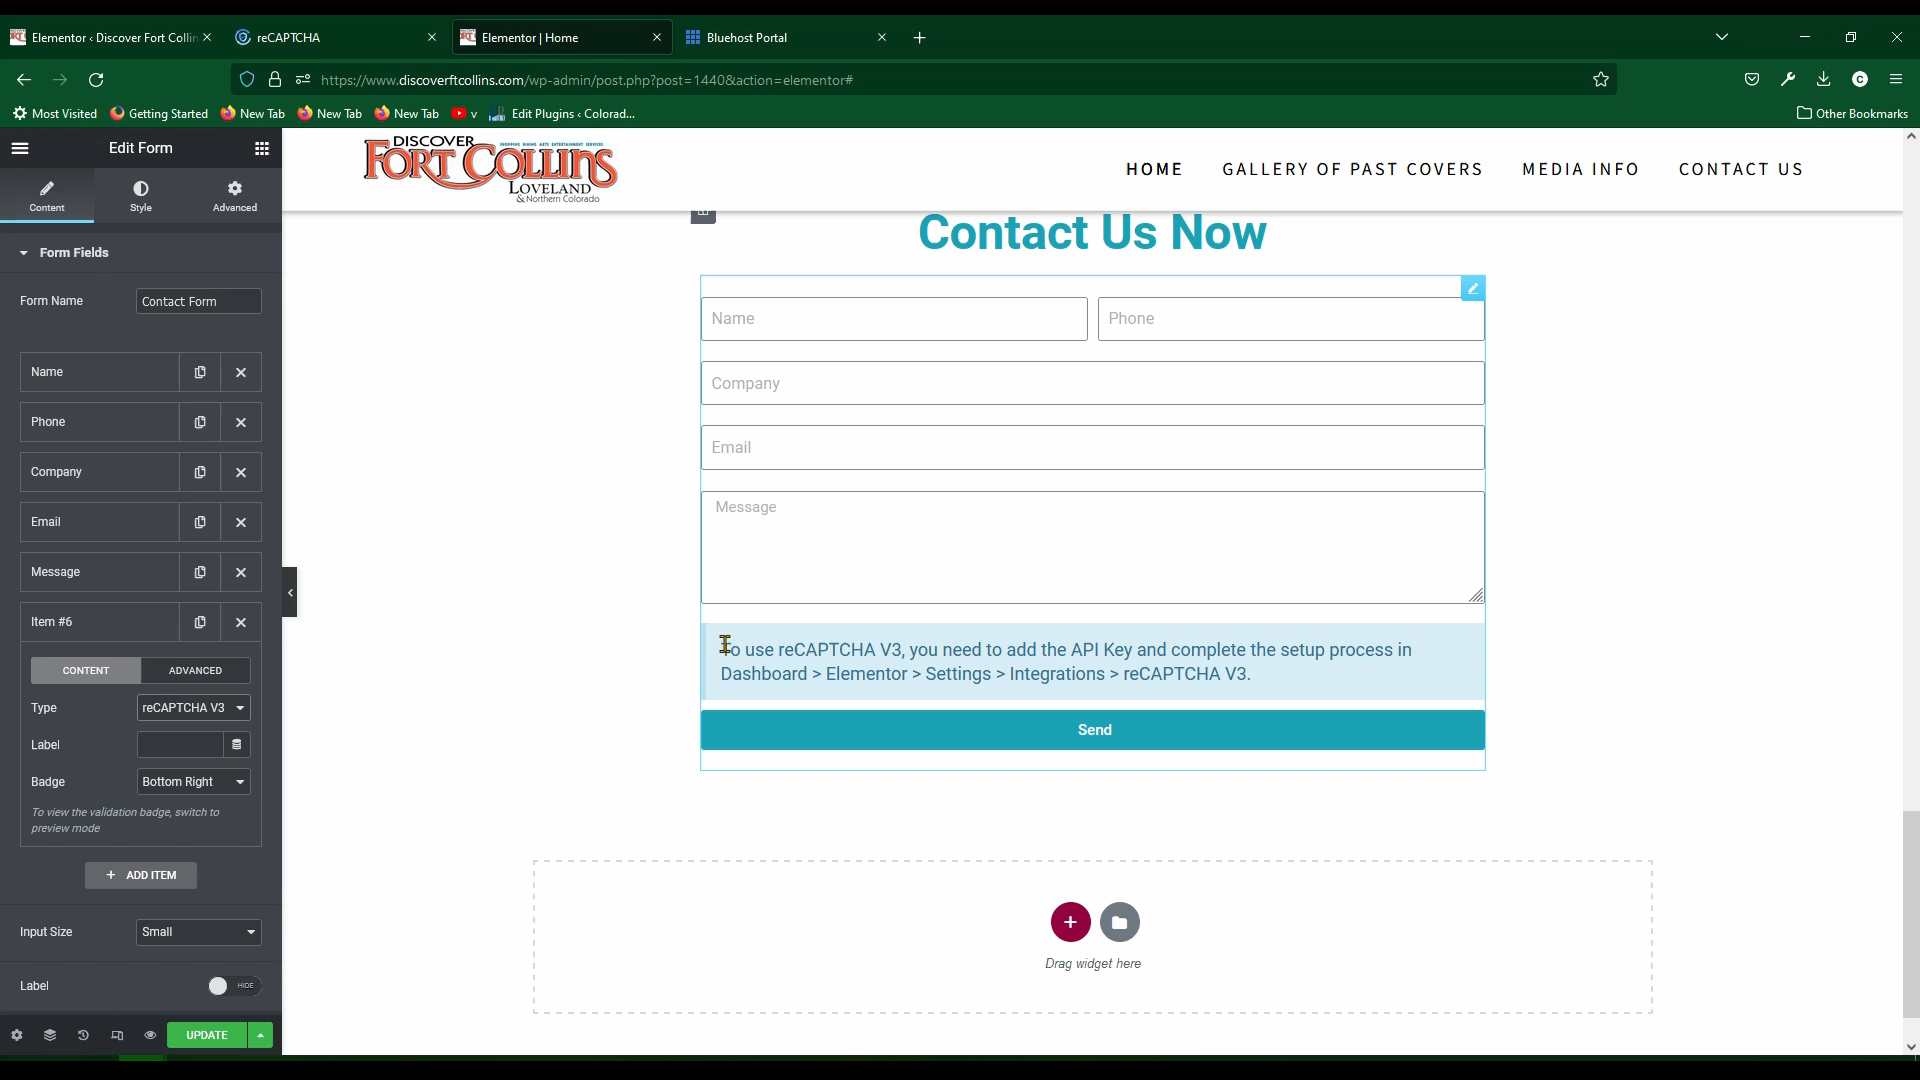 Elementor ‹ Discover Fort Collin
reCAPTCHA
Elementor | Home
Bluehost Portal
https://www.discoverftcollins.com/wp-admin/post.php?post=1440&action=elementor#
Most Visited
Getting Started
New Tab
New Tab
New Tab
v
Edit Plugins ‹ Colorad...
Other Bookmarks
Edit Form
Content
Style
Advanced
Form Fields
Form Name
Contact Form
Name
Phone
Company
Email
Message
Item #6
CONTENT
ADVANCED
Type
reCAPTCHA V3
Label
Badge
Bottom Right
To view the validation badge, switch to
preview mode
+ ADD ITEM
Input Size
Small
Label
HIDE
UPDATE
DISCOVER
SHOPPING DINING ARTS ENTERTAINMENT SERVICES
FORT COLLINS
LOVELAND
& Northern Colorado
HOME
GALLERY OF PAST COVERS
MEDIA INFO
CONTACT US
Contact Us Now
Name
Phone
Company
Email
Message
To use reCAPTCHA V3, you need to add the API Key and complete the setup process in
Dashboard > Elementor > Settings > Integrations > reCAPTCHA V3.
Send
Drag widget here
C